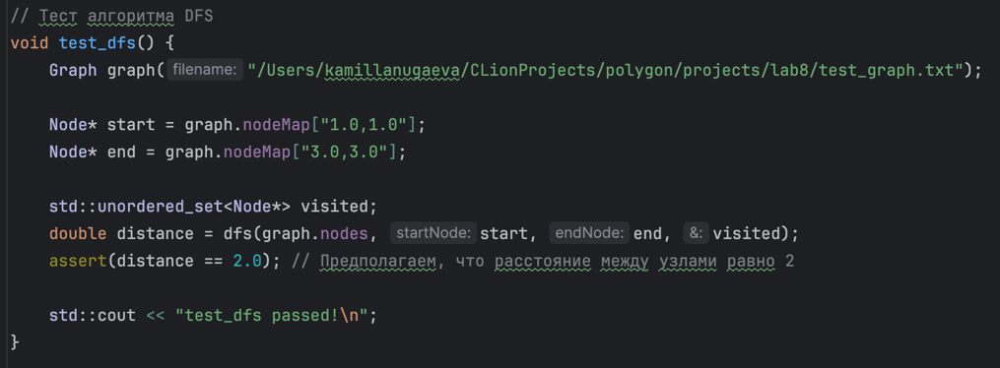 // Тест алгоритма DFS
void test_dfs() {
    Graph graph( filename: "/Users/kamillanugaeva/CLionProjects/polygon/projects/lab8/test_graph.txt");
    Node* start = graph.nodeMap["1.0,1.0"];
    Node* end = graph.nodeMap["3.0,3.0"];
    std::unordered_set<Node*> visited;
    double distance = dfs(graph.nodes, startNode: start, endNode: end, &: visited);
    assert(distance == 2.0); // Предполагаем, что расстояние между узлами равно 2
    std::cout << "test_dfs passed!\n";
}